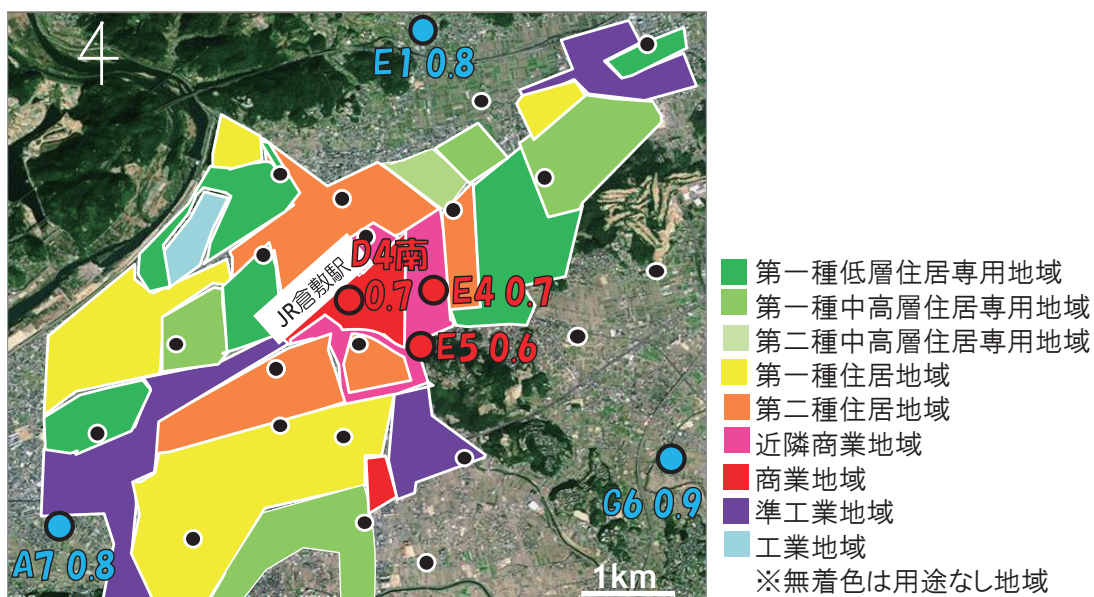 E1 0.8
D4南
0.7
JR倉敷駅
E4 0.7
E5 0.6
G6 0.9
A7 0.8
1km
第一種低層住居専用地域
第一種中高層住居専用地域
第二種中高層住居専用地域
第一種住居地域
第二種住居地域
近隣商業地域
商業地域
準工業地域
工業地域
※無着色は用途なし地域